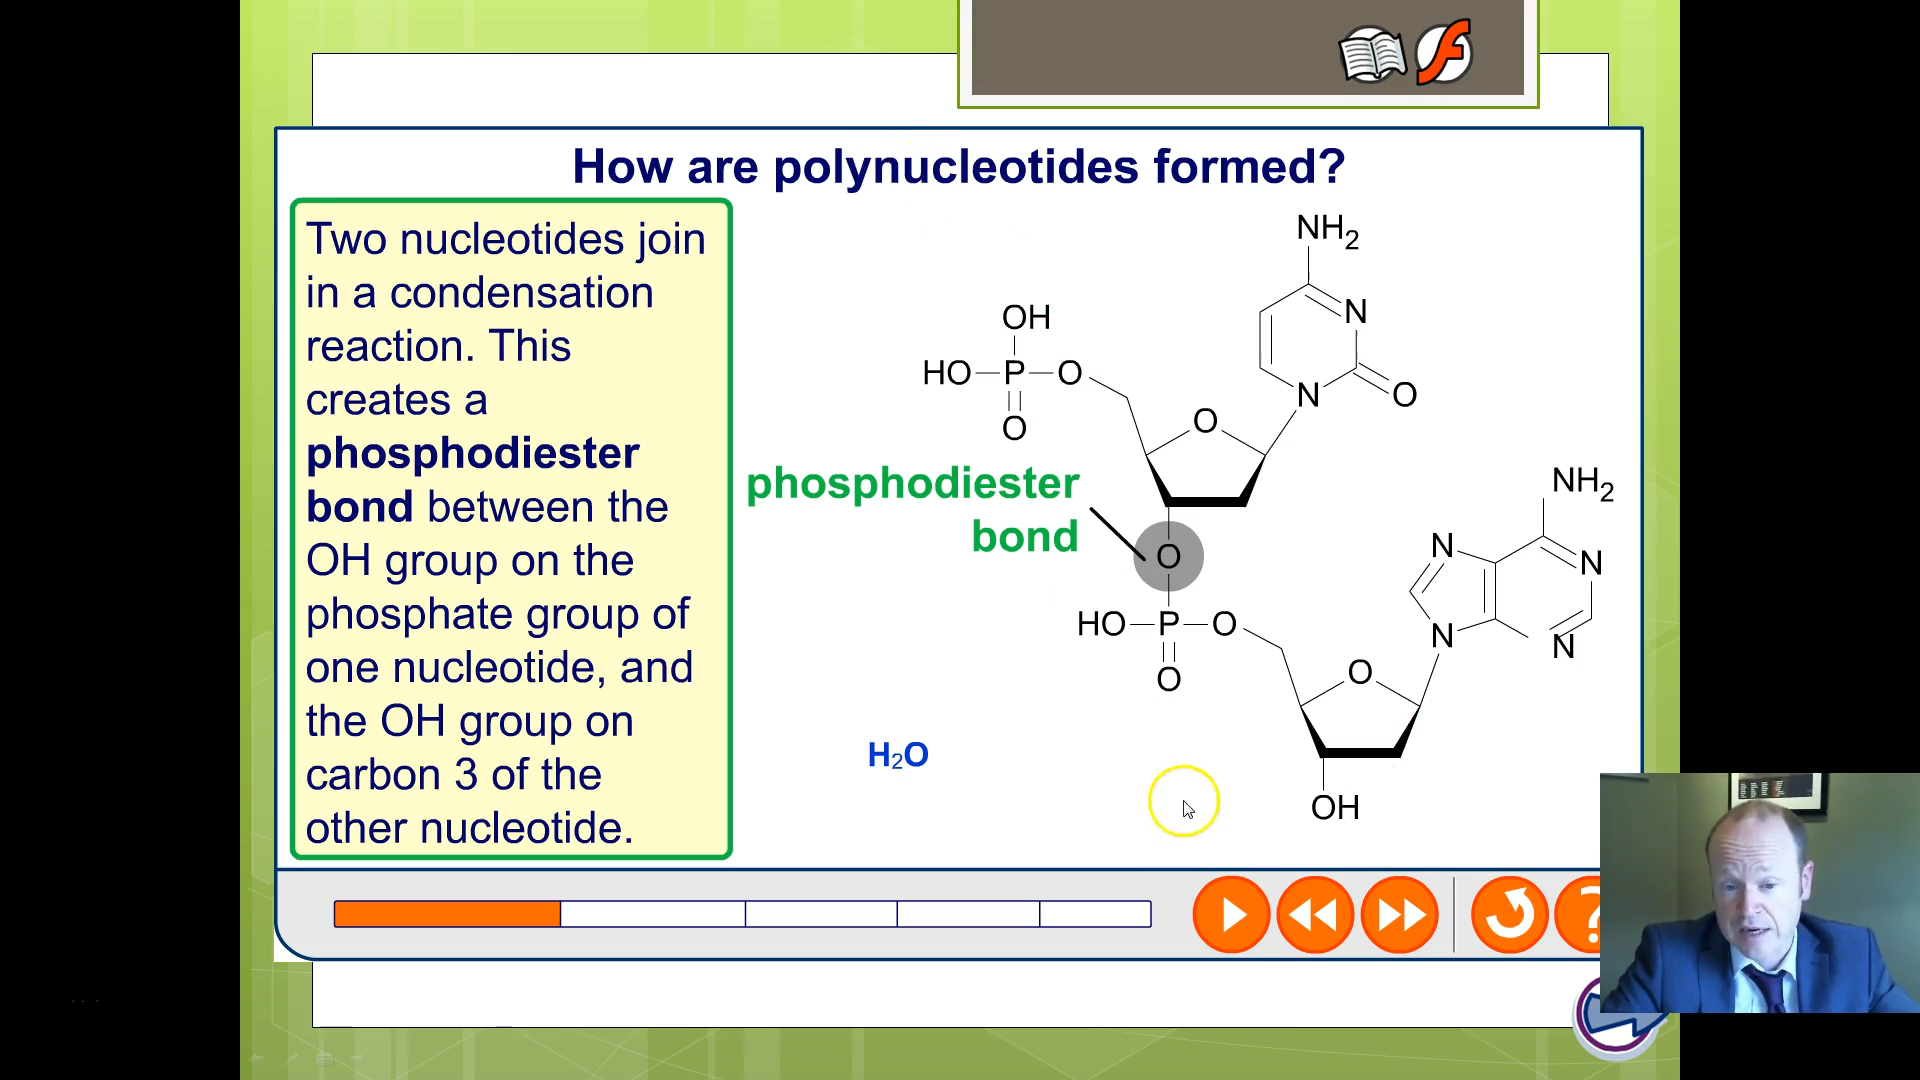 How are polynucleotides formed?
Two nucleotides join
in a condensation
reaction. This
creates a
phosphodiester
bond between the
OH group on the
phosphate group of
one nucleotide, and
the OH group on
carbon 3 of the
other nucleotide.
NH2
N
OH
HO P O
O
N
O
O
phosphodiester
bond
O
NH2
N
N
HO P O
N
N
O
O
H2O
OH
?